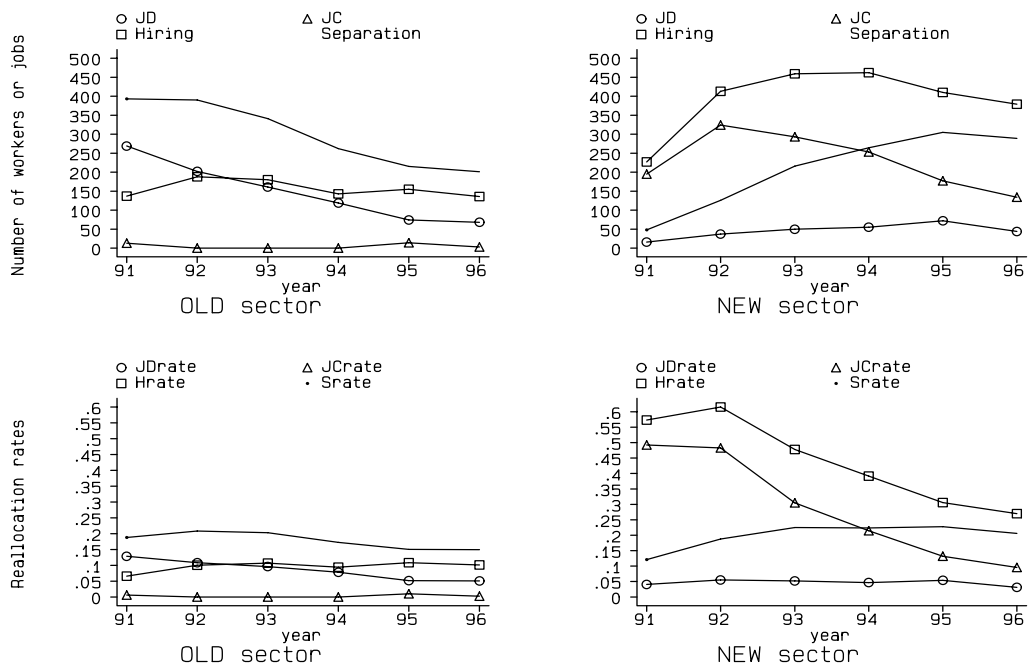 JD JC
Hiring Separation
Number of workers or jobs
500
450
400
350
300
250
200
150
100
50
0
91 92 93 94 95 96
year
OLD sector
JD JC
Hiring Separation
500
450
400
350
300
250
200
150
100
50
0
91 92 93 94 95 96
year
NEW sector
JDrate JCrate
Hrate Srate
Reallocation rates
.6
.55
.5
.45
.4
.35
.3
.25
.2
.15
.1
.05
0
91 92 93 94 95 96
year
OLD sector
JDrate JCrate
Hrate Srate
.6
.55
.5
.45
.4
.35
.3
.25
.2
.15
.1
.05
0
91 92 93 94 95 96
year
NEW sector